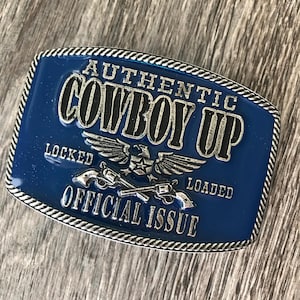 AUTHENTIC
COWBOY UP
LOCKED LOADED
OFFICIAL ISSUE